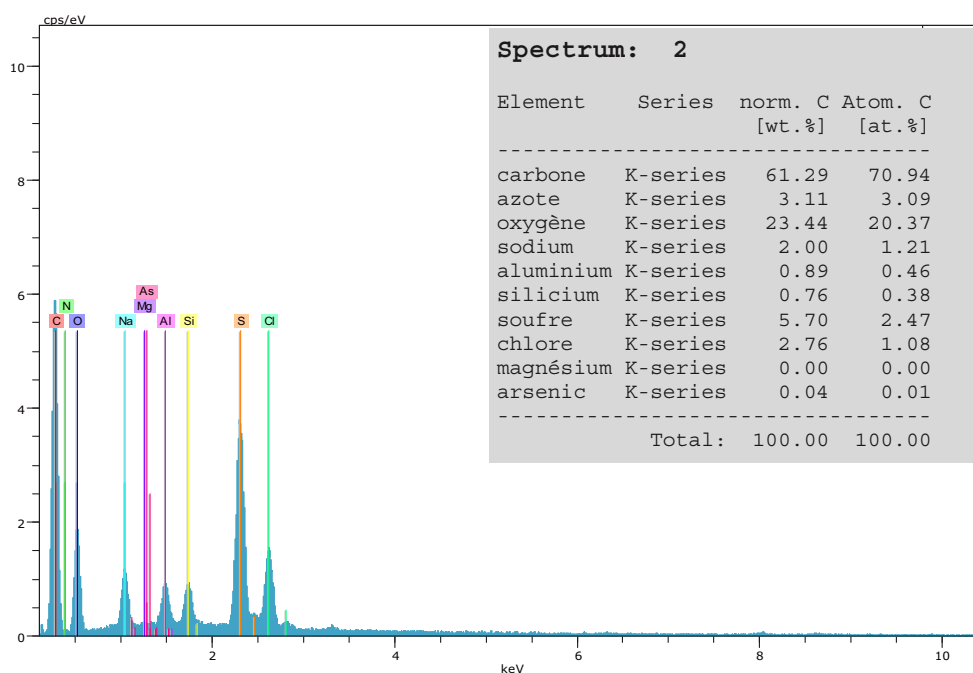 cps/eV
10
8
6
4
2
0
As
N Mg
C O Na Al Si S Cl
2 4 6 8 10
keV
Spectrum: 2
Element Series norm. C Atom. C
[wt.%] [at.%]
------------------------------------
carbone K-series 61.29 70.94
azote K-series 3.11 3.09
oxygène K-series 23.44 20.37
sodium K-series 2.00 1.21
aluminium K-series 0.89 0.46
silicium K-series 0.76 0.38
soufre K-series 5.70 2.47
chlore K-series 2.76 1.08
magnésium K-series 0.00 0.00
arsenic K-series 0.04 0.01
------------------------------------
Total: 100.00 100.00